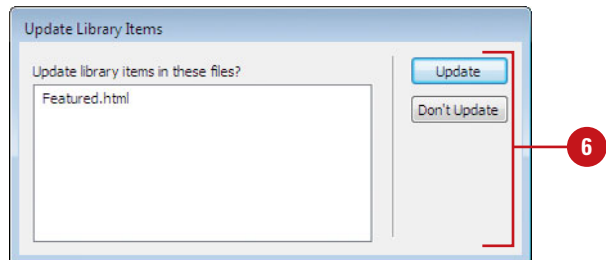 Update Library Items
Update library items in these files?
Featured.html
Update
Don't Update
6